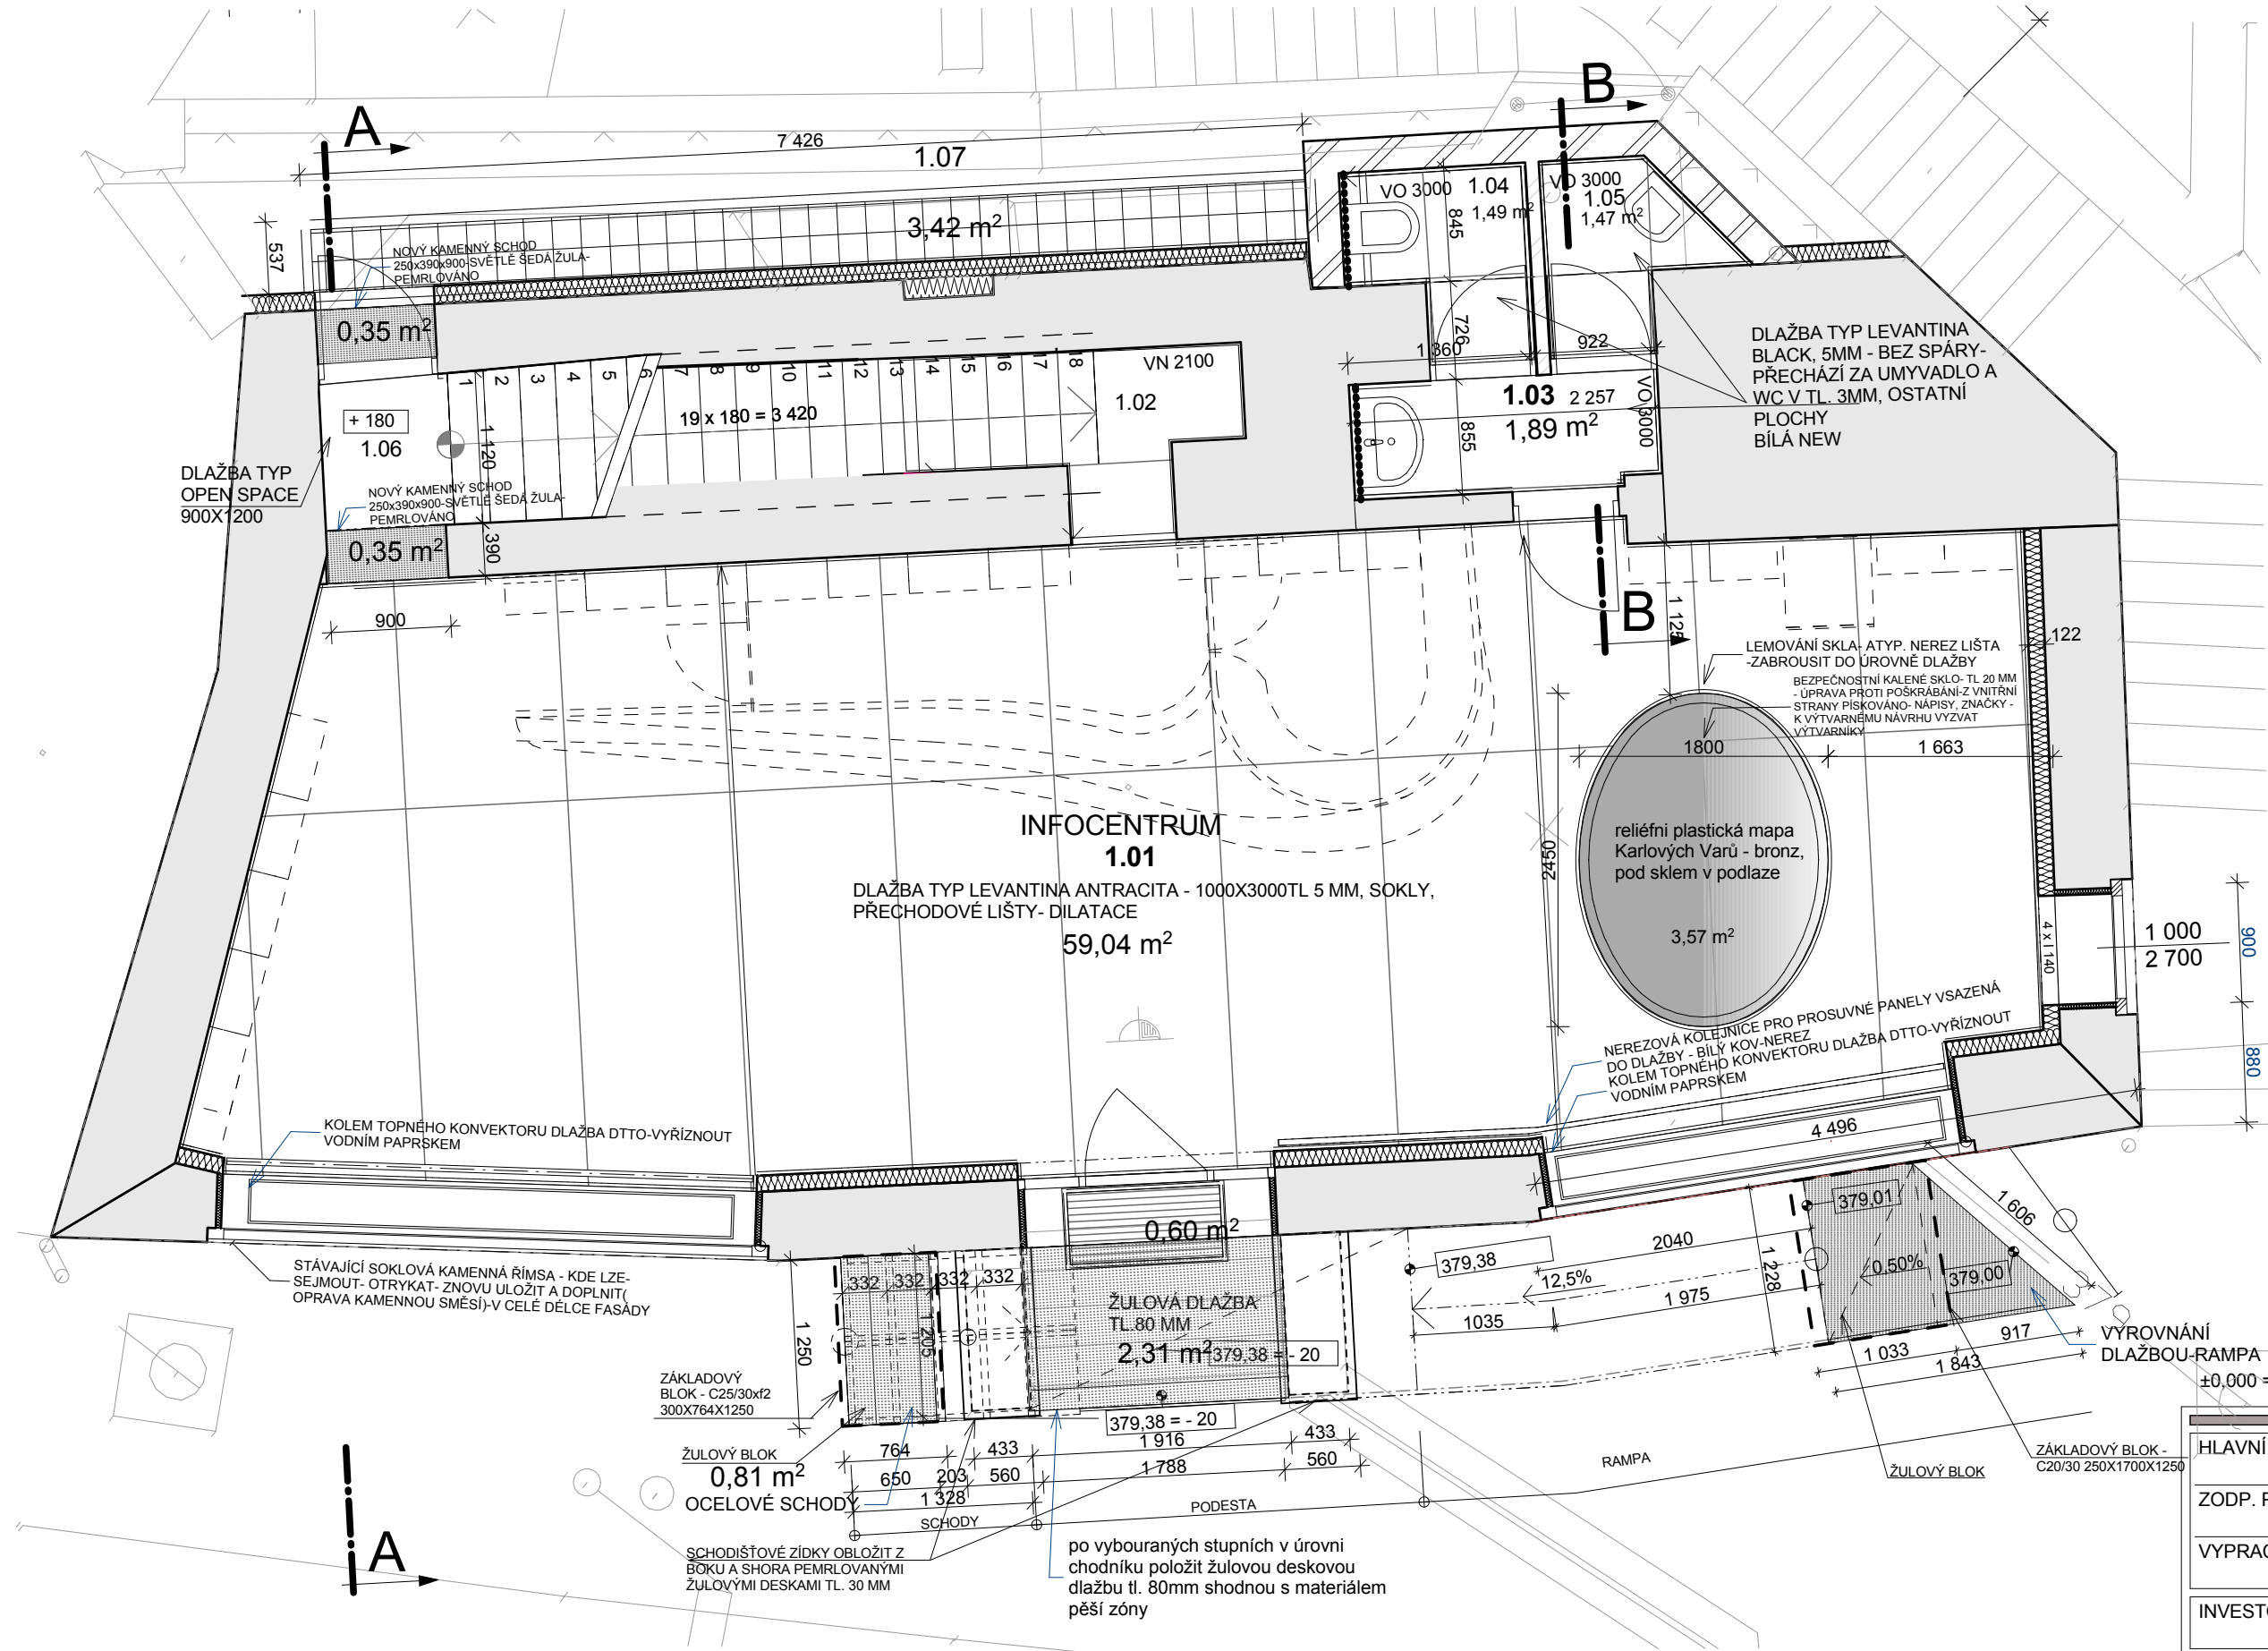 A
B
7 426
1.07
3,42 m²
537
NOVÝ KAMENNÝ SCHOD
250x390x900-SVĚTLĚ ŠEDÁ ŽULA-
PEMRLOVÁNO
0,35 m²
VO 3000
1.04
1,49 m²
845
VO 3000
1.05
1,47 m²
726
1 360
922
DLAŽBA TYP LEVANTINA
BLACK, 5MM - BEZ SPÁRY-
PŘECHÁZÍ ZA UMYVADLO A
WC V TL. 3MM, OSTATNÍ
PLOCHY
BÍLÁ NEW
1 2 3 4 5 6 7 8 9 10 11 12 13 14 15 16 17 18
VN 2100
1.02
19 x 180 = 3 420
+ 180
1.06
1 120
1.03
2 257
1,89 m²
855
VO 3000
DLAŽBA TYP
OPEN SPACE
900X1200
NOVÝ KAMENNÝ SCHOD
250x390x900-SVĚTLĚ ŠEDÁ ŽULA-
PEMRLOVÁNO
0,35 m²
390
900
B
1 125
122
LEMOVÁNÍ SKLA- ATYP. NEREZ LIŠTA
-ZABROUSIT DO ÚROVNĚ DLAŽBY
BEZPEČNOSTNÍ KALENÉ SKLO- TL 20 MM
- ÚPRAVA PROTI POŠKRÁBÁNÍ-Z VNITŘNÍ
STRANY PÍSKOVÁNO- NÁPISY, ZNAČKY -
K VÝTVARNÉMU NÁVRHU VYZVAT
VÝTVARNÍKY
1800
1 663
2450
INFOCENTRUM
1.01
DLAŽBA TYP LEVANTINA ANTRACITA - 1000X3000TL 5 MM, SOKLY,
PŘECHODOVÉ LIŠTY- DILATACE
59,04 m²
reliéfni plastická mapa
Karlových Varů - bronz,
pod sklem v podlaze
3,57 m²
4 x I 140
1 000
2 700
900
880
NEREZOVÁ KOLEJNICE PRO PROSUVNÉ PANELY VSAZENÁ
DO DLAŽBY - BÍLÝ KOV-NEREZ
KOLEM TOPNÉHO KONVEKTORU DLAŽBA DTTO-VYŘÍZNOUT
VODNÍM PAPRSKEM
KOLEM TOPNÉHO KONVEKTORU DLAŽBA DTTO-VYŘÍZNOUT
VODNÍM PAPRSKEM
4 496
379,01
1 606
0,60 m²
STÁVAJÍCÍ SOKLOVÁ KAMENNÁ ŘÍMSA - KDE LZE-
SEJMOUT- OTRYKAT- ZNOVU ULOŽIT A DOPLNIT(
OPRAVA KAMENNOU SMĚSÍ)-V CELÉ DÉLCE FASÁDY
332 332 332 332
379,38
2040
12,5%
1 228
0,50%
379,00
1 975
1035
ŽULOVÁ DLAŽBA
TL.80 MM
2,31 m²
379,38 = - 20
1 250
1 205
1 033
917
1 843
VYROVNÁNÍ
DLAŽBOU-RAMPA
±0,000 =
ZÁKLADOVÝ
BLOK - C25/30xf2
300X764X1250
379,38 = - 20
764
433
1 916
433
ŽULOVÝ BLOK
0,81 m²
OCELOVÉ SCHODY
650
203
560
1 788
560
1 328
SCHODY
PODESTA
RAMPA
ŽULOVÝ BLOK
ZÁKLADOVÝ BLOK -
C20/30 250X1700X1250
HLAVNÍ
ZODP. P
VYPRAC
INVESTO
SCHODIŠŤOVÉ ZÍDKY OBLOŽIT Z
BOKU A SHORA PEMRLOVANÝMI
ŽULOVÝMI DESKAMI TL. 30 MM
po vybouraných stupních v úrovni
chodníku položit žulovou deskovou
dlažbu tl. 80mm shodnou s materiálem
pěší zóny
A